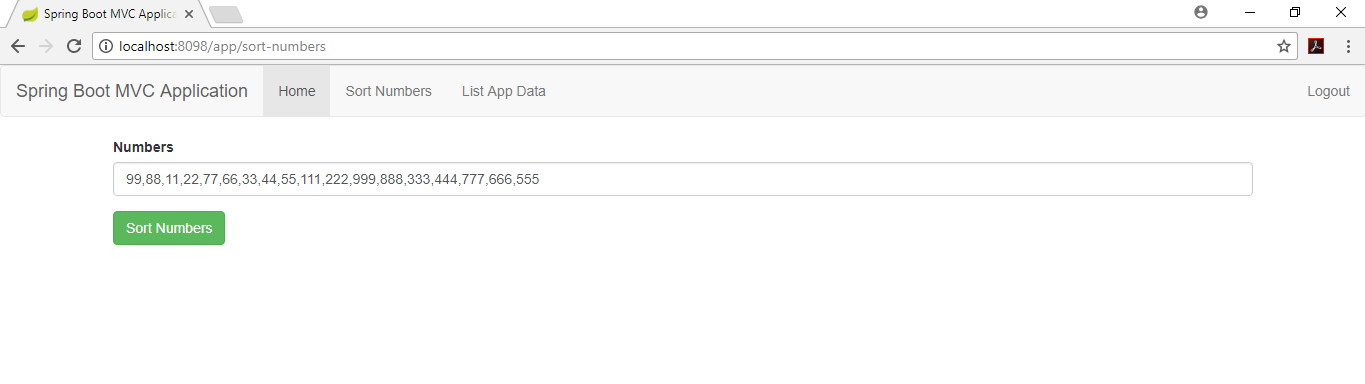 Spring Boot MVC Applica
localhost:8098/app/sort-numbers
Spring Boot MVC Application Home Sort Numbers List App Data Logout
Numbers
99,88,11,22,77,66,33,44,55,111,222,999,888,333,444,777,666,555
Sort Numbers